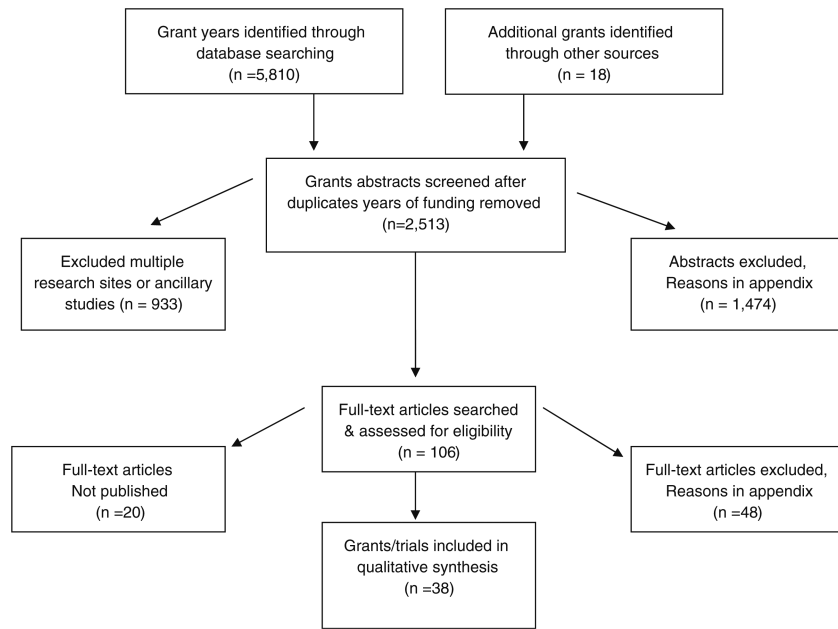 Grant years identified through
database searching
(n =5,810)
Additional grants identified
through other sources
(n = 18)
Grants abstracts screened after
duplicates years of funding removed
(n=2,513)
Excluded multiple
research sites or ancillary
studies (n = 933)
Abstracts excluded,
Reasons in appendix
(n = 1,474)
Full-text articles searched
& assessed for eligibility
(n = 106)
Full-text articles
Not published
(n =20)
Full-text articles excluded,
Reasons in appendix
(n =48)
Grants/trials included in
qualitative synthesis
(n =38)